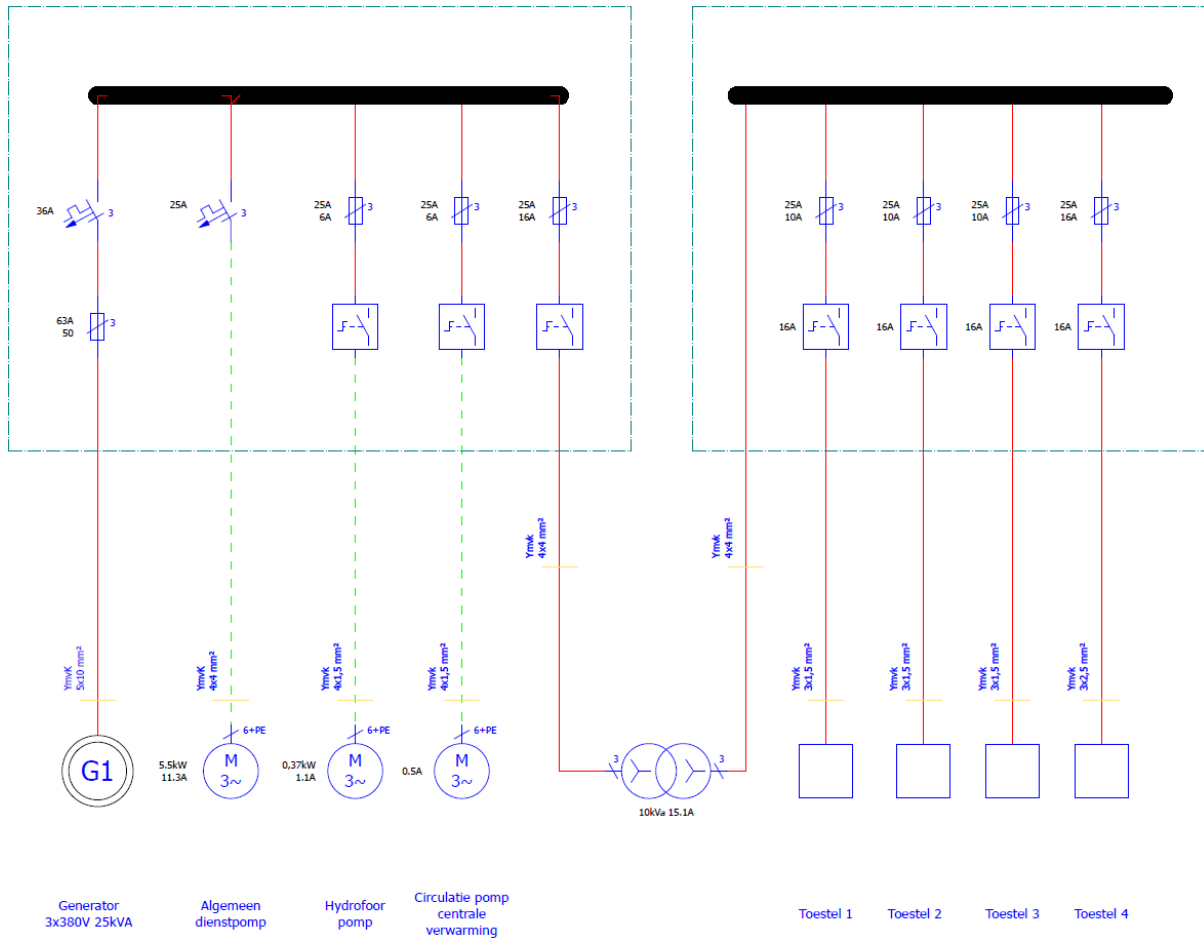 36A
3
25A
3
25A
6A
3
25A
6A
3
25A
16A
3
25A
10A
3
25A
10A
3
25A
10A
3
25A
16A
3
63A
50
3
16A
16A
16A
16A
Ymvk
4x4 mm²
Ymvk
4x4 mm²
YmvK
5x10 mm²
YmvK
4x4 mm²
Ymvk
4x1,5 mm²
Ymvk
4x1,5 mm²
Ymvk
3x1,5 mm²
Ymvk
3x1,5 mm²
Ymvk
3x1,5 mm²
Ymvk
3x2,5 mm²
6+PE
6+PE
6+PE
G1
5.5kW
11.3A
M
3~
0,37kW
1.1A
M
3~
0.5A
M
3~
3
3
10kVa 15.1A
Generator
3x380V 25kVA
Algemeen
dienstpomp
Hydrofoor
pomp
Circulatie pomp
centrale
verwarming
Toestel 1
Toestel 2
Toestel 3
Toestel 4